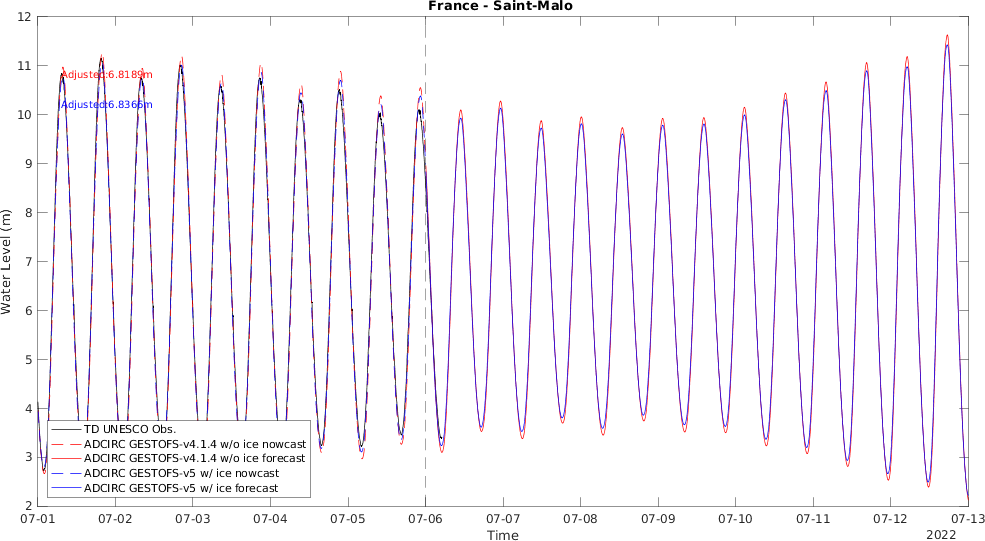 France - Saint-Malo
12
11
10
9
8
7
6
5
4
3
2
Water Level (m)
Adjusted:6.8189m
Adjusted:6.8366m
TD UNESCO Obs.
ADCIRC GESTOFS-v4.1.4 w/o ice nowcast
ADCIRC GESTOFS-v4.1.4 w/o ice forecast
ADCIRC GESTOFS-v5 w/ ice nowcast
ADCIRC GESTOFS-v5 w/ ice forecast
07-01 07-02 07-03 07-04 07-05 07-06 07-07 07-08 07-09 07-10 07-11 07-12 07-13
Time
2022